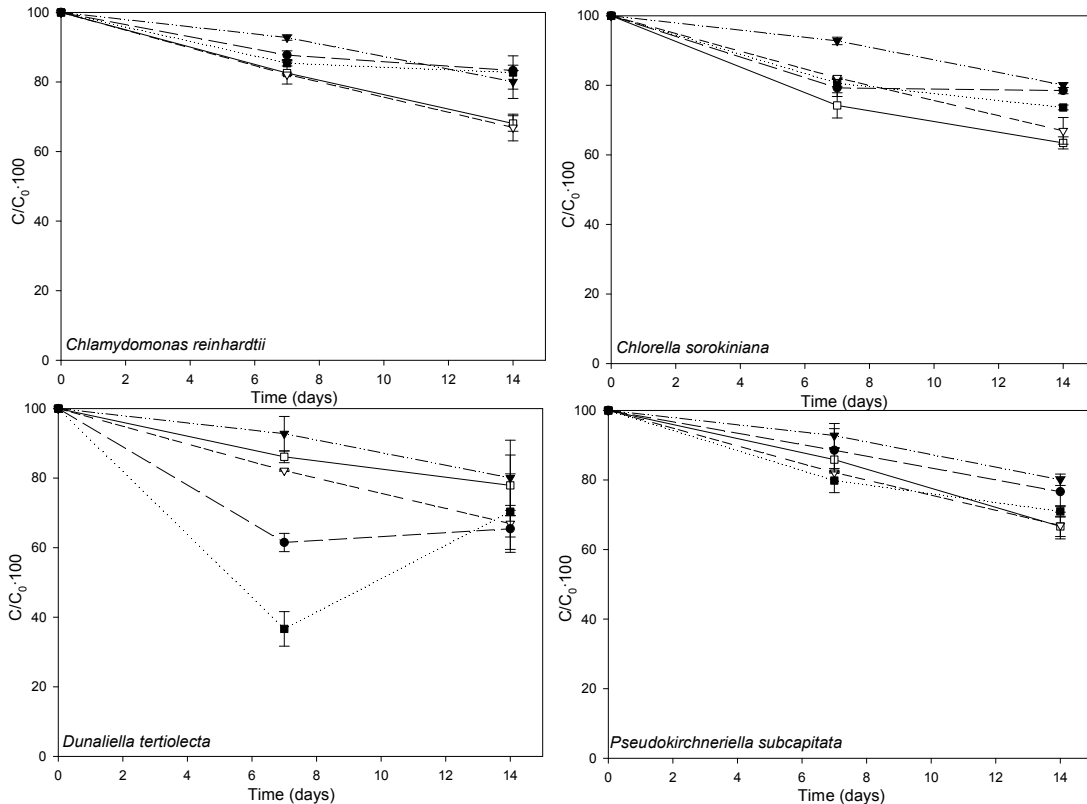 100
80
60
40
20
0
C/C₀·100
Chlamydomonas reinhardtii
0 2 4 6 8 10 12 14
Time (days)
100
80
60
40
20
0
C/C₀·100
Chlorella sorokiniana
0 2 4 6 8 10 12 14
Time (days)
100
80
60
40
20
0
C/C₀·100
Dunaliella tertiolecta
0 2 4 6 8 10 12 14
Time (days)
100
80
60
40
20
0
C/C₀·100
Pseudokirchneriella subcapitata
0 2 4 6 8 10 12 14
Time (days)